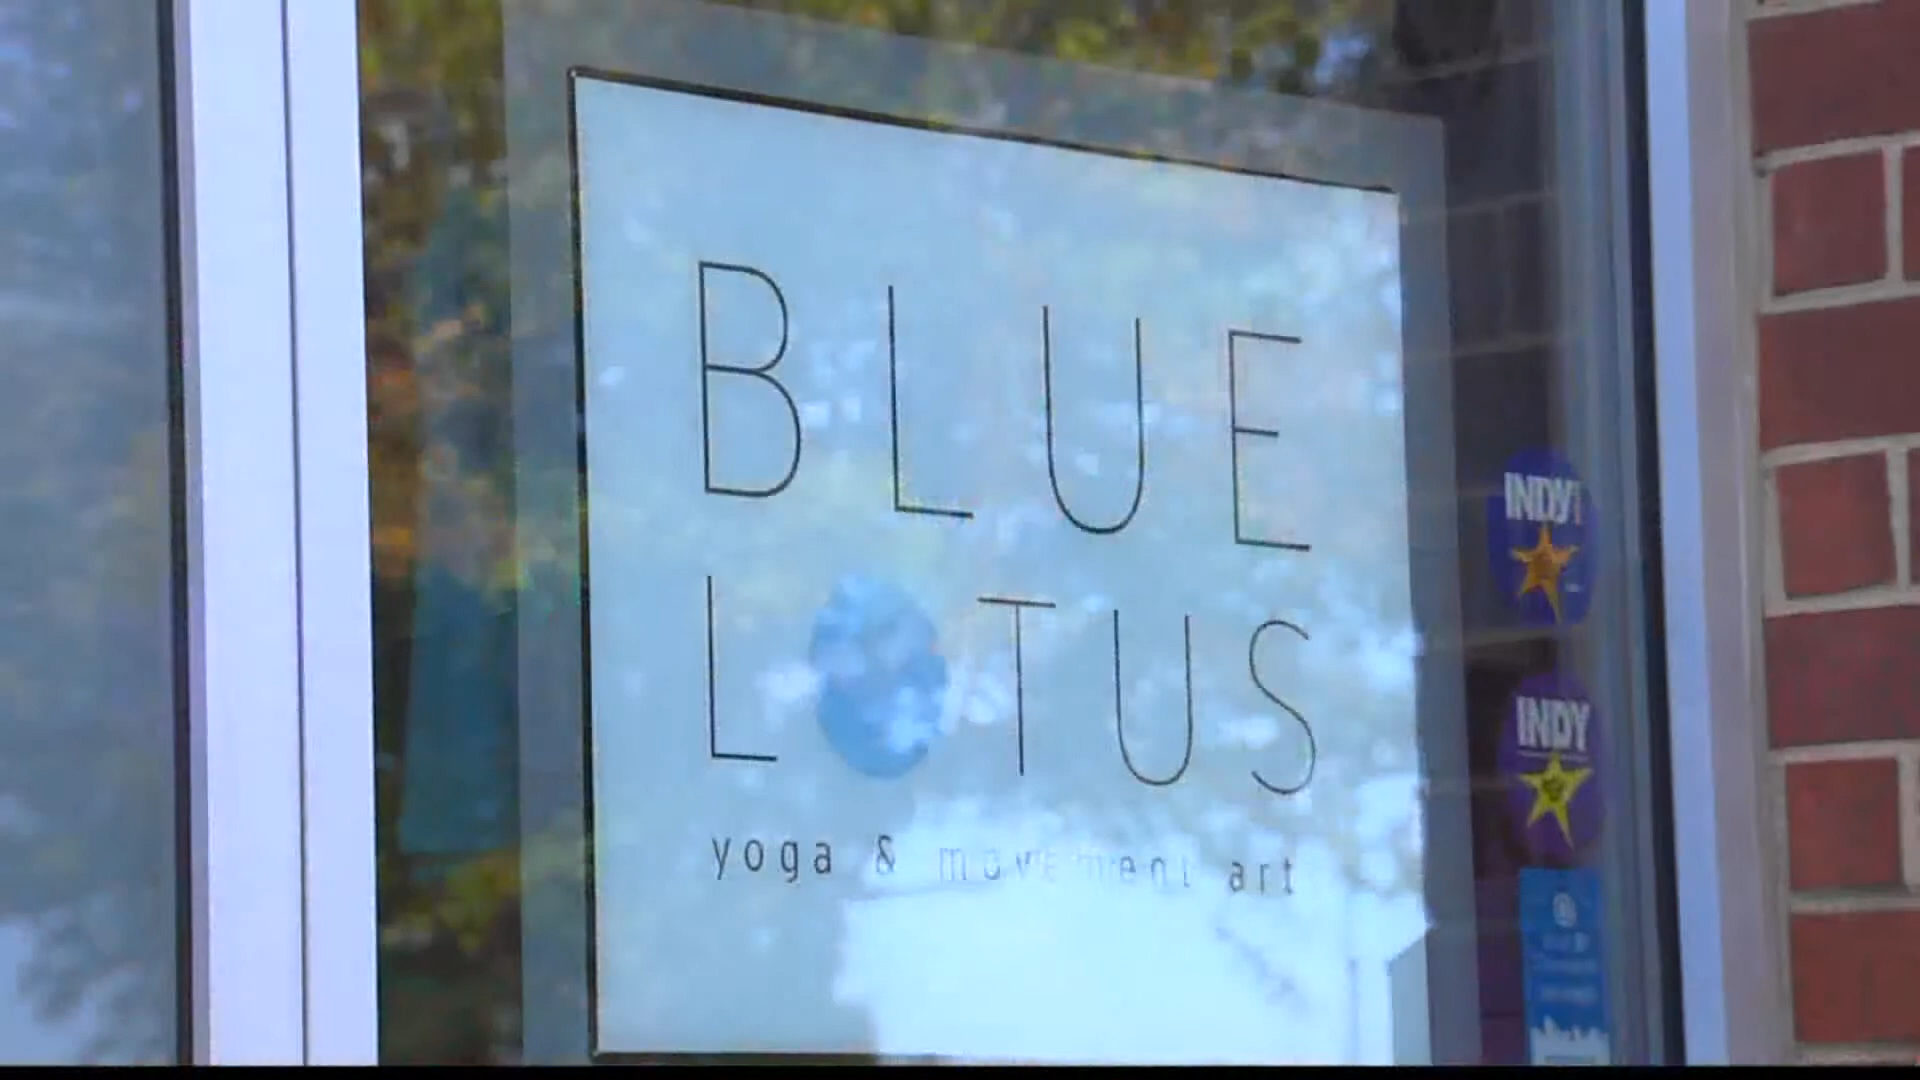 BLUE
LOTUS
yoga & movement art
INDY
INDY